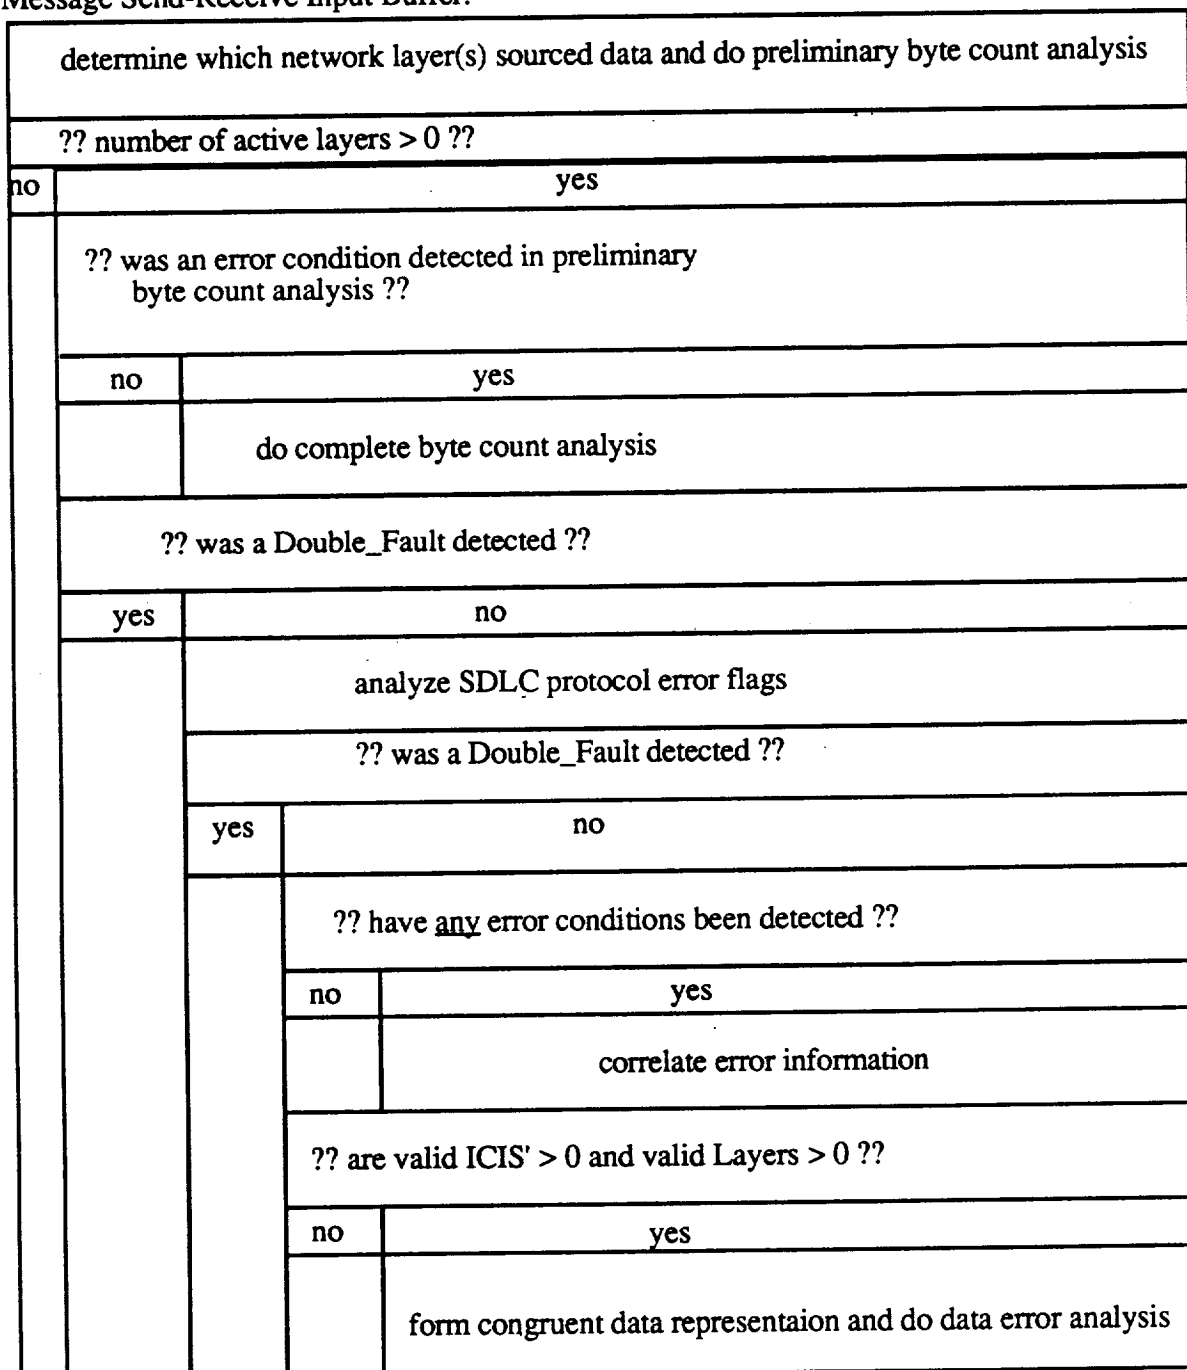 Message Send-Receive Input Buffer:
determine which network layer(s) sourced data and do preliminary byte count analysis
?? number of active layers > 0 ??
no yes
?? was an error condition detected in preliminary
byte count analysis ??
no yes
do complete byte count analysis
?? was a Double_Fault detected ??
yes no
analyze SDLC protocol error flags
?? was a Double_Fault detected ??
yes no
?? have any error conditions been detected ??
no yes
correlate error information
?? are valid ICIS' > 0 and valid Layers > 0 ??
no yes
form congruent data representaion and do data error analysis